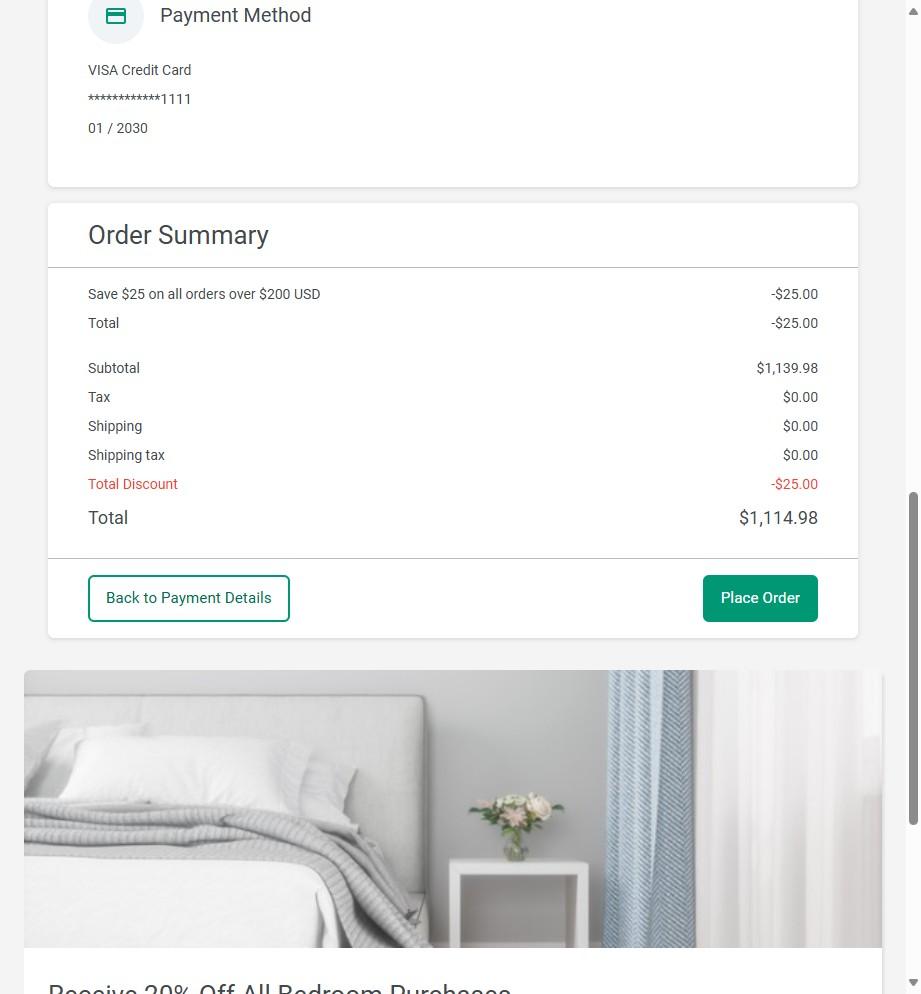 Payment Method
VISA Credit Card
************1111
01 / 2030
Order Summary
Save $25 on all orders over $200 USD -$25.00
Total -$25.00
Subtotal $1,139.98
Tax $0.00
Shipping $0.00
Shipping tax $0.00
Total Discount -$25.00
Total $1,114.98
Back to Payment Details Place Order
Receive 20% Off All Bedroom Purchases